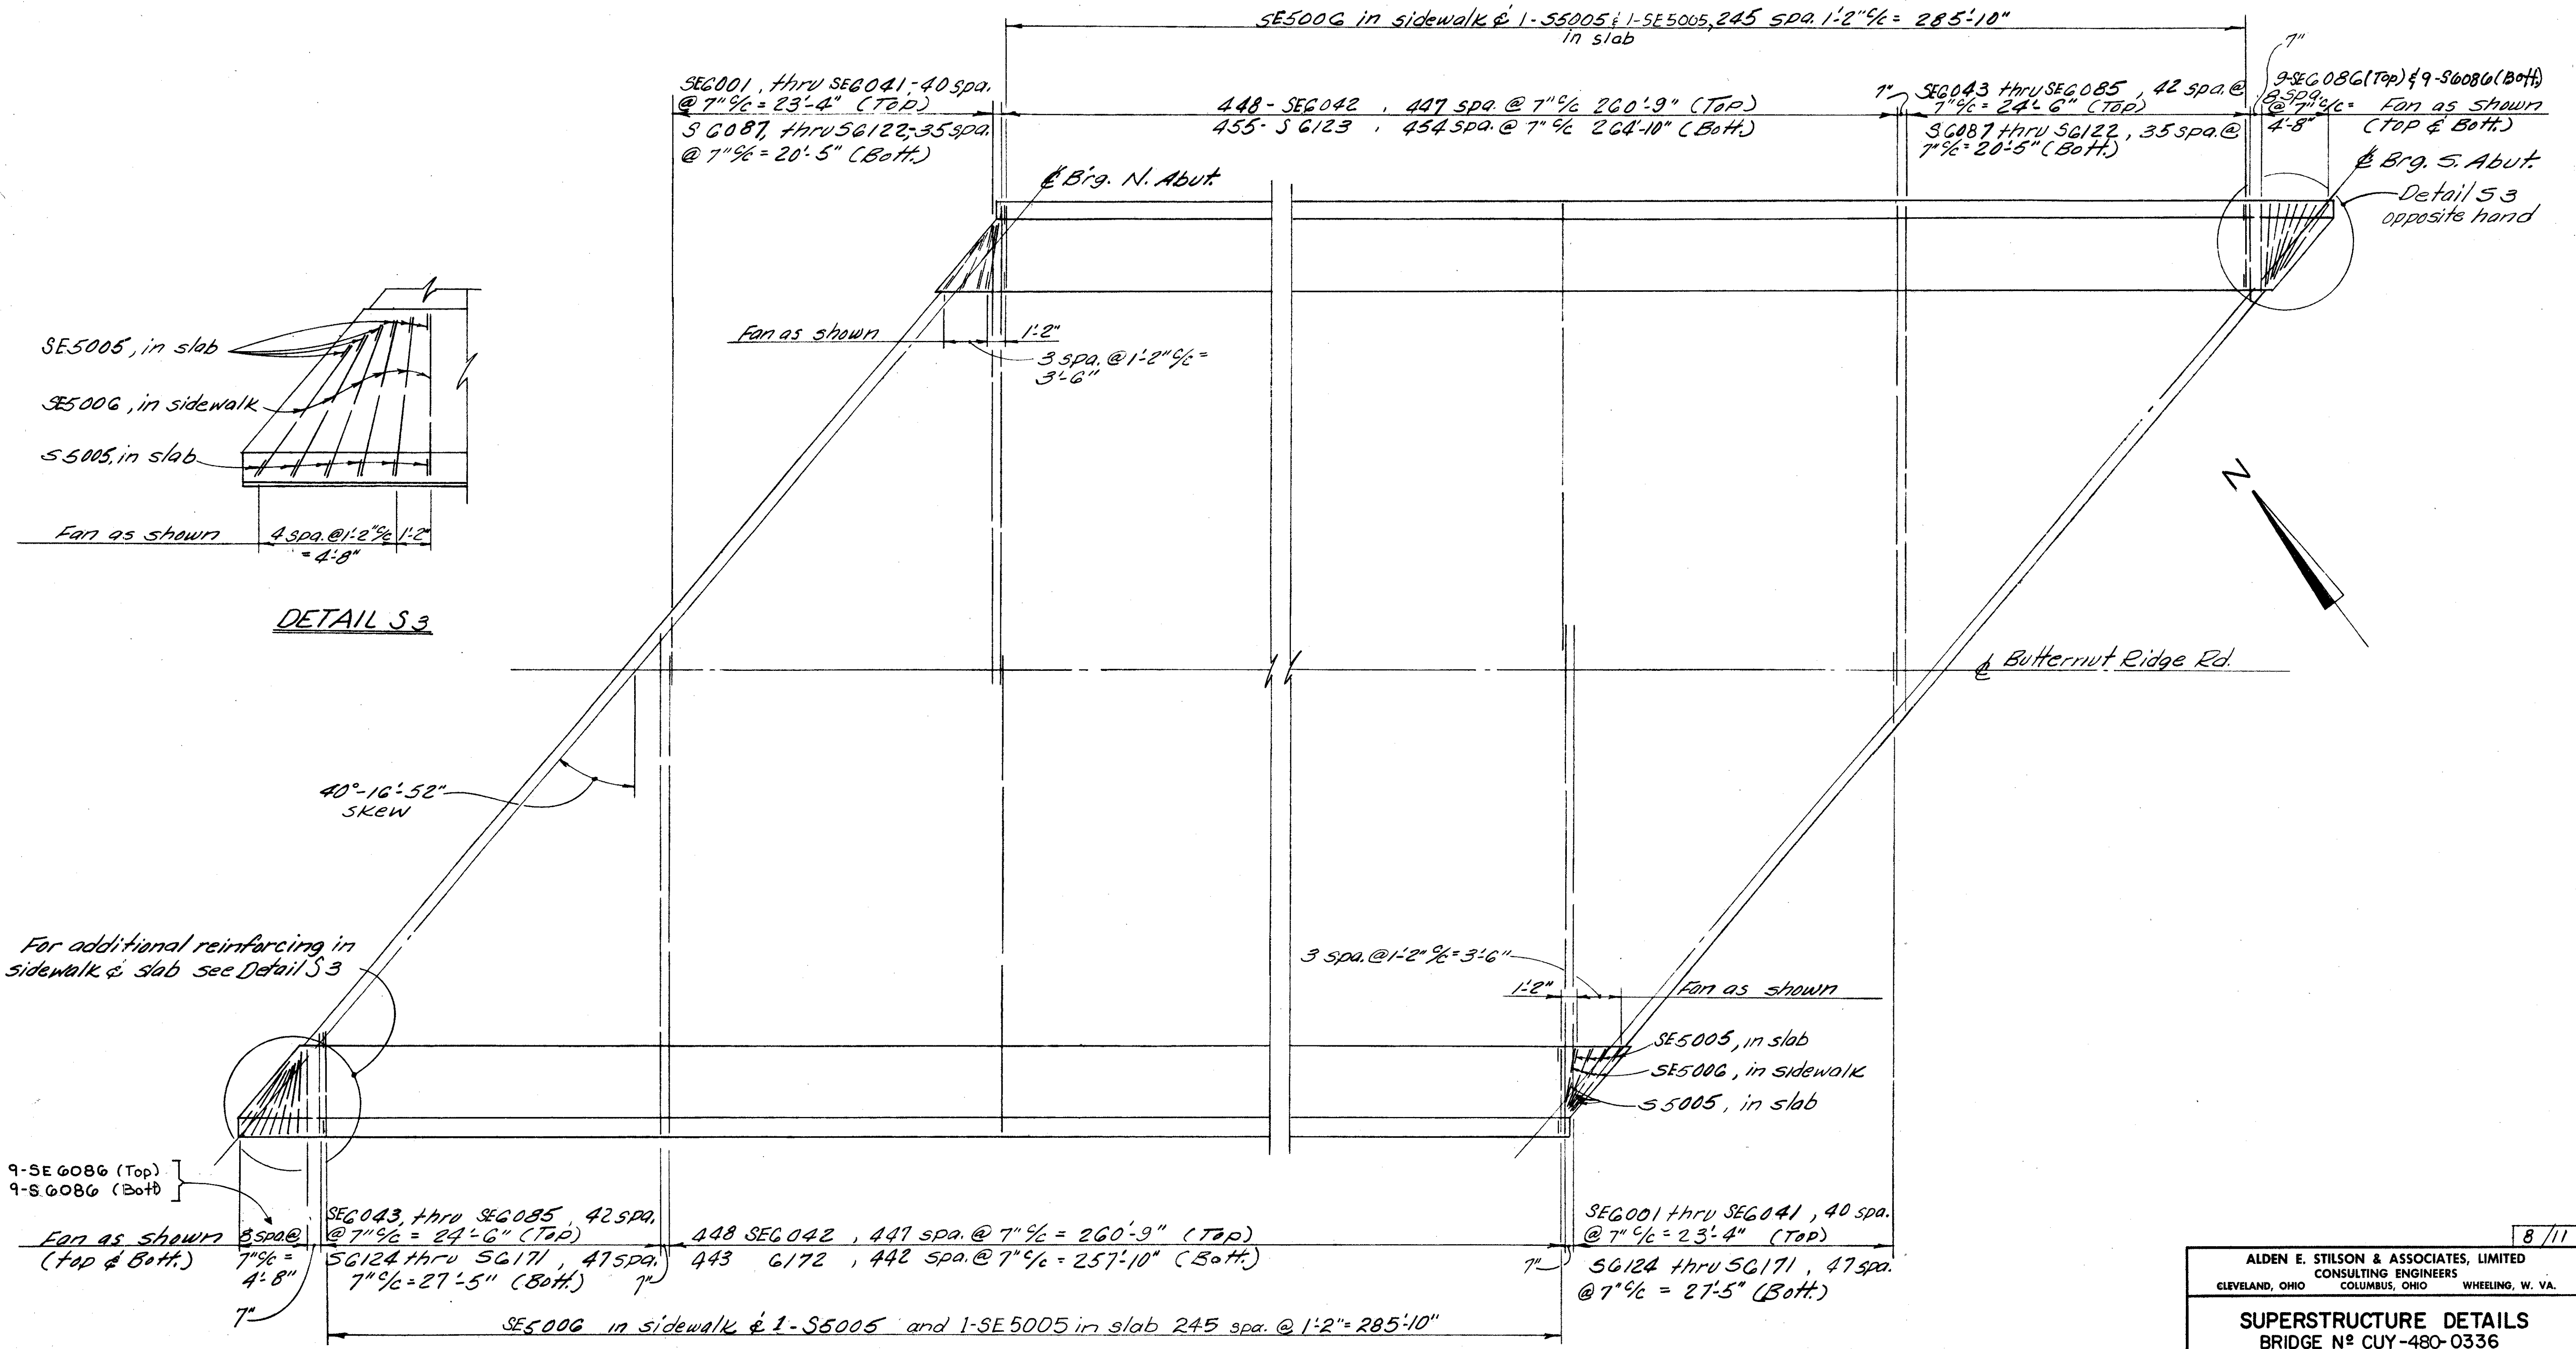 SE5006 in sidewalk & 1-S5005 & 1-SE5005, 245 spa. 1'-2" c/c = 285'-10"
in slab
SE6001, thru SE6041-40 spa.
@ 7" c/c = 23'-4" (Top)
S6087, thru S6122, 35 spa.
@ 7" c/c = 20'-5" (Bott.)
448 - SE6042 , 447 spa. @ 7" c/c 260'-9" (Top)
455 - S6123 , 454 spa. @ 7" c/c 264'-10" (Bott.)
7"
SE6043 thru SE6085 , 42 spa. @
7" c/c = 24'-6" (Top)
S6087 thru S6122, 35 spa. @
7" c/c = 20'-5" (Bott.)
7"
9-SE6086 (Top) & 9-S6086 (Bott)
8 spa.
@ 7" c/c =
4'-8"
Fan as shown
(top & Bott.)
℄ Brg. N. Abut.
℄ Brg. S. Abut.
Detail S3
opposite hand
SE5005, in slab
SE5006, in sidewalk
S5005, in slab
Fan as shown
4 spa. @ 1'-2" c/c
= 4'-8"
1'-2"
DETAIL S3
Fan as shown
1'-2"
3 spa. @ 1'-2" c/c =
3'-6"
N
℄ Butternut Ridge Rd.
40°-16'-52"
skew
For additional reinforcing in
sidewalk & slab see Detail S3
3 spa. @ 1'-2" c/c = 3'-6"
1'-2"
Fan as shown
SE5005, in slab
SE5006, in sidewalk
S5005, in slab
9-SE6086 (Top)
9-S6086 (Bott)
Fan as shown
(top & Bott.)
8 spa @
7" c/c =
4'-8"
7"
SE6043, thru SE6085, 42 spa.
@ 7" c/c = 24'-6" (Top)
S6124 thru S6171, 47 spa.
7" c/c = 27'-5" (Bott.)
7"
448 SE6042 , 447 spa. @ 7" c/c = 260'-9" (Top)
443 6172 , 442 spa. @ 7" c/c = 257'-10" (Bott.)
7"
SE6001 thru SE6041, 40 spa.
@ 7" c/c = 23'-4" (Top)
S6124 thru S6171, 47 spa.
@ 7" c/c = 27'-5" (Bott.)
SE5006 in sidewalk & 1-S5005 and 1-SE5005 in slab 245 spa. @ 1'-2" = 285'-10"
8/11
ALDEN E. STILSON & ASSOCIATES, LIMITED
CONSULTING ENGINEERS
CLEVELAND, OHIO COLUMBUS, OHIO WHEELING, W. VA.
SUPERSTRUCTURE DETAILS
BRIDGE Nº CUY-480-0336